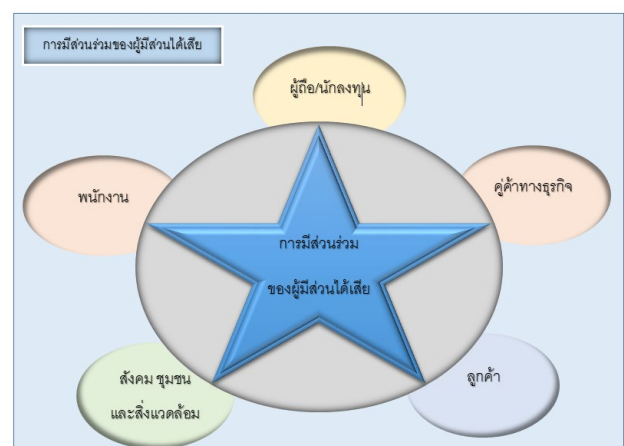 การมีส่วนร่วมของผู้มีส่วนได้เสีย
ผู้ถือ/นักลงทุน
พนักงาน
คู่ค้าทางธุรกิจ
การมีส่วนร่วม
ของผู้มีส่วนได้เสีย
สังคม ชุมชน
และสิ่งแวดล้อม
ลูกค้า